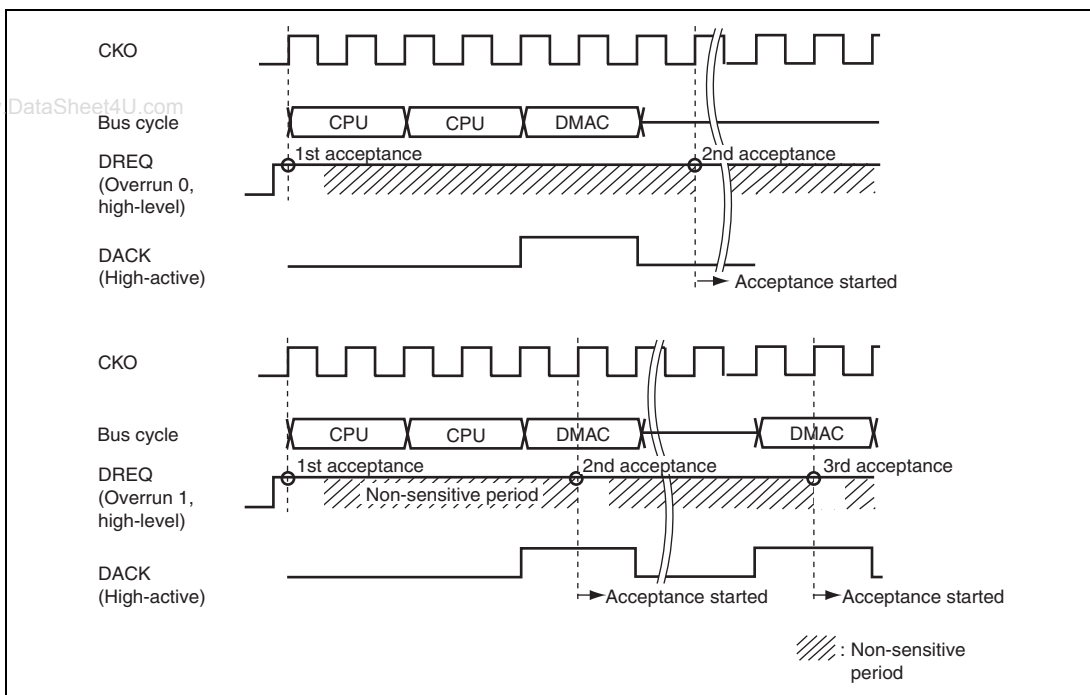 CKO
DataSheet4U.com
Bus cycle
CPU
CPU
DMAC
DREQ
(Overrun 0,
high-level)
1st acceptance
2nd acceptance
DACK
(High-active)
Acceptance started
CKO
Bus cycle
CPU
CPU
DMAC
DMAC
DREQ
(Overrun 1,
high-level)
1st acceptance
2nd acceptance
3rd acceptance
Non-sensitive period
DACK
(High-active)
Acceptance started
Acceptance started
: Non-sensitive
period